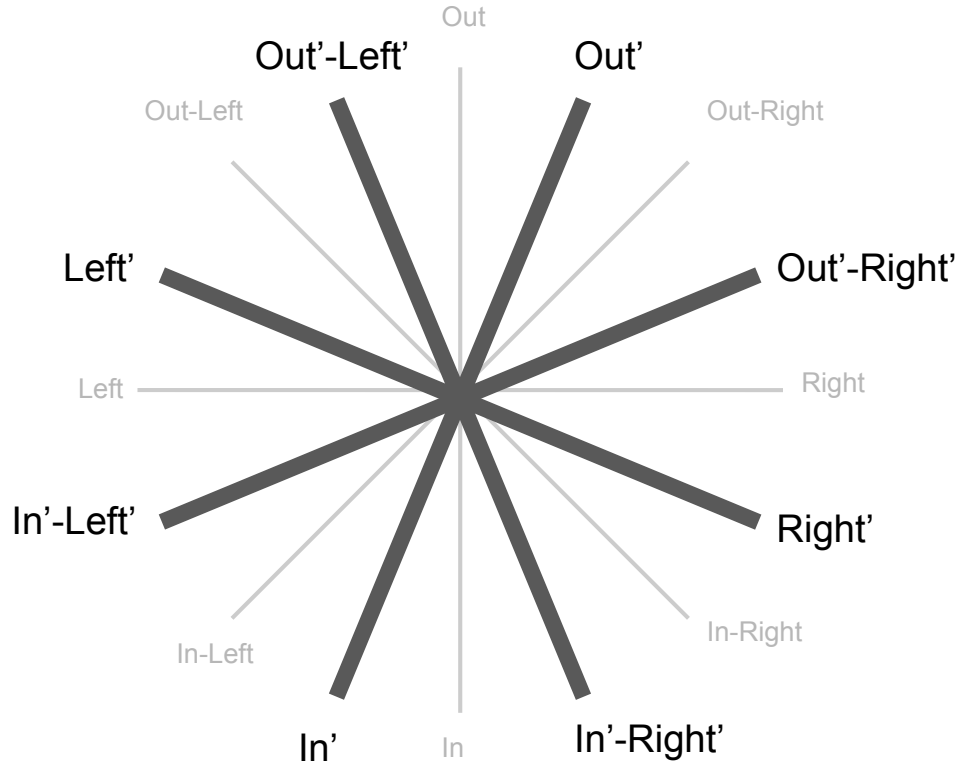 Out
Out’-Left’
Out’
Out-Left
Out-Right
Left’
Out’-Right’
Left
Right
In’-Left’
Right’
In-Left
In-Right
In’
In
In’-Right’